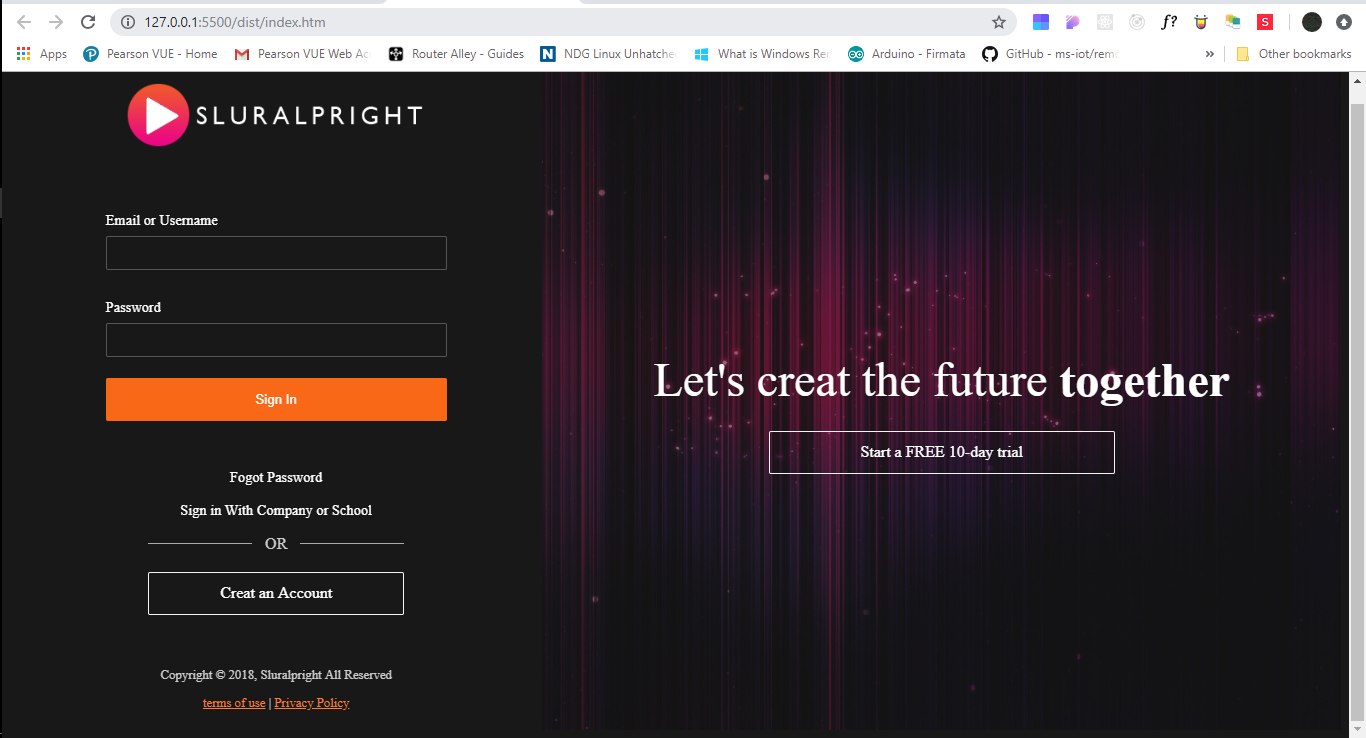 127.0.0.1:5500/dist/index.htm
f?
S
Apps
Pearson VUE - Home
Pearson VUE Web Ac
Router Alley - Guides
N
NDG Linux Unhatche
What is Windows Rem
Arduino - Firmata
GitHub - ms-iot/remo
»
Other bookmarks
SLURALPRIGHT
Email or Username
Password
Sign In
Fogot Password
Sign in With Company or School
OR
Creat an Account
Copyright © 2018, Sluralpright All Reserved
terms of use | Privacy Policy
Let's creat the future together
Start a FREE 10-day trial